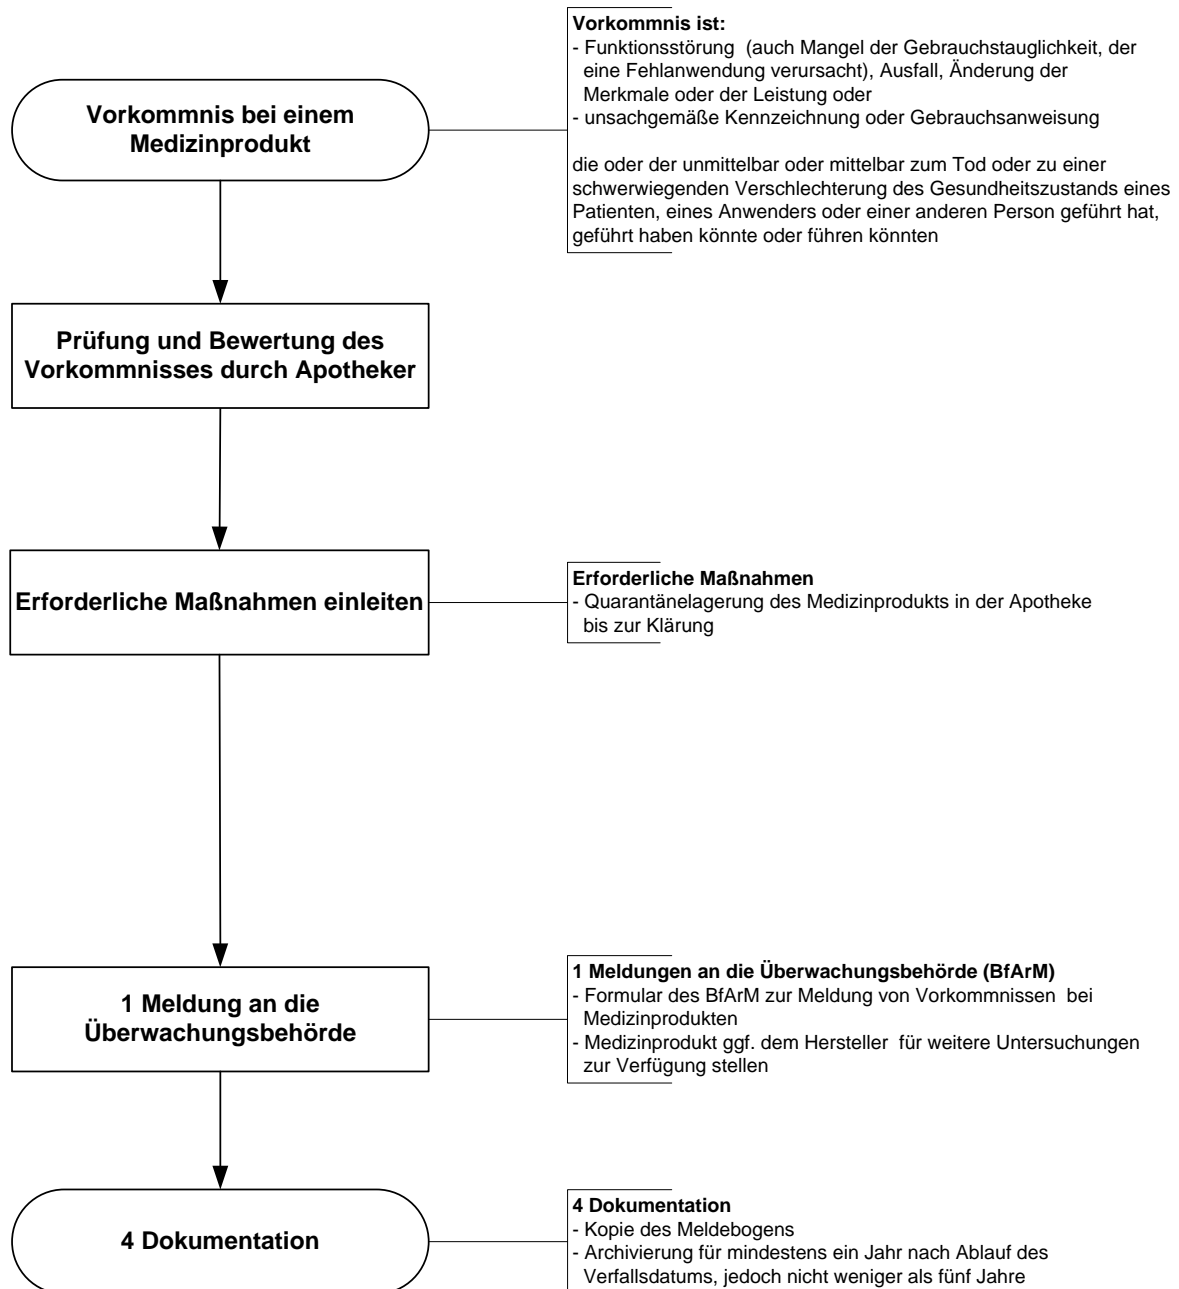 Vorkommnis bei einem
Medizinprodukt
Vorkommnis ist:
- Funktionsstörung  (auch Mangel der Gebrauchstauglichkeit, der
eine Fehlanwendung verursacht), Ausfall, Änderung der
Merkmale oder der Leistung oder
- unsachgemäße Kennzeichnung oder Gebrauchsanweisung
die oder der unmittelbar oder mittelbar zum Tod oder zu einer
schwerwiegenden Verschlechterung des Gesundheitszustands eines
Patienten, eines Anwenders oder einer anderen Person geführt hat,
geführt haben könnte oder führen könnten
Prüfung und Bewertung des
Vorkommnisses durch Apotheker
Erforderliche Maßnahmen einleiten
Erforderliche Maßnahmen
- Quarantänelagerung des Medizinprodukts in der Apotheke
bis zur Klärung
1 Meldung an die
Überwachungsbehörde
1 Meldungen an die Überwachungsbehörde (BfArM)
- Formular des BfArM zur Meldung von Vorkommnissen  bei
Medizinprodukten
- Medizinprodukt ggf. dem Hersteller  für weitere Untersuchungen
zur Verfügung stellen
4 Dokumentation
4 Dokumentation
- Kopie des Meldebogens
- Archivierung für mindestens ein Jahr nach Ablauf des
Verfallsdatums, jedoch nicht weniger als fünf Jahre